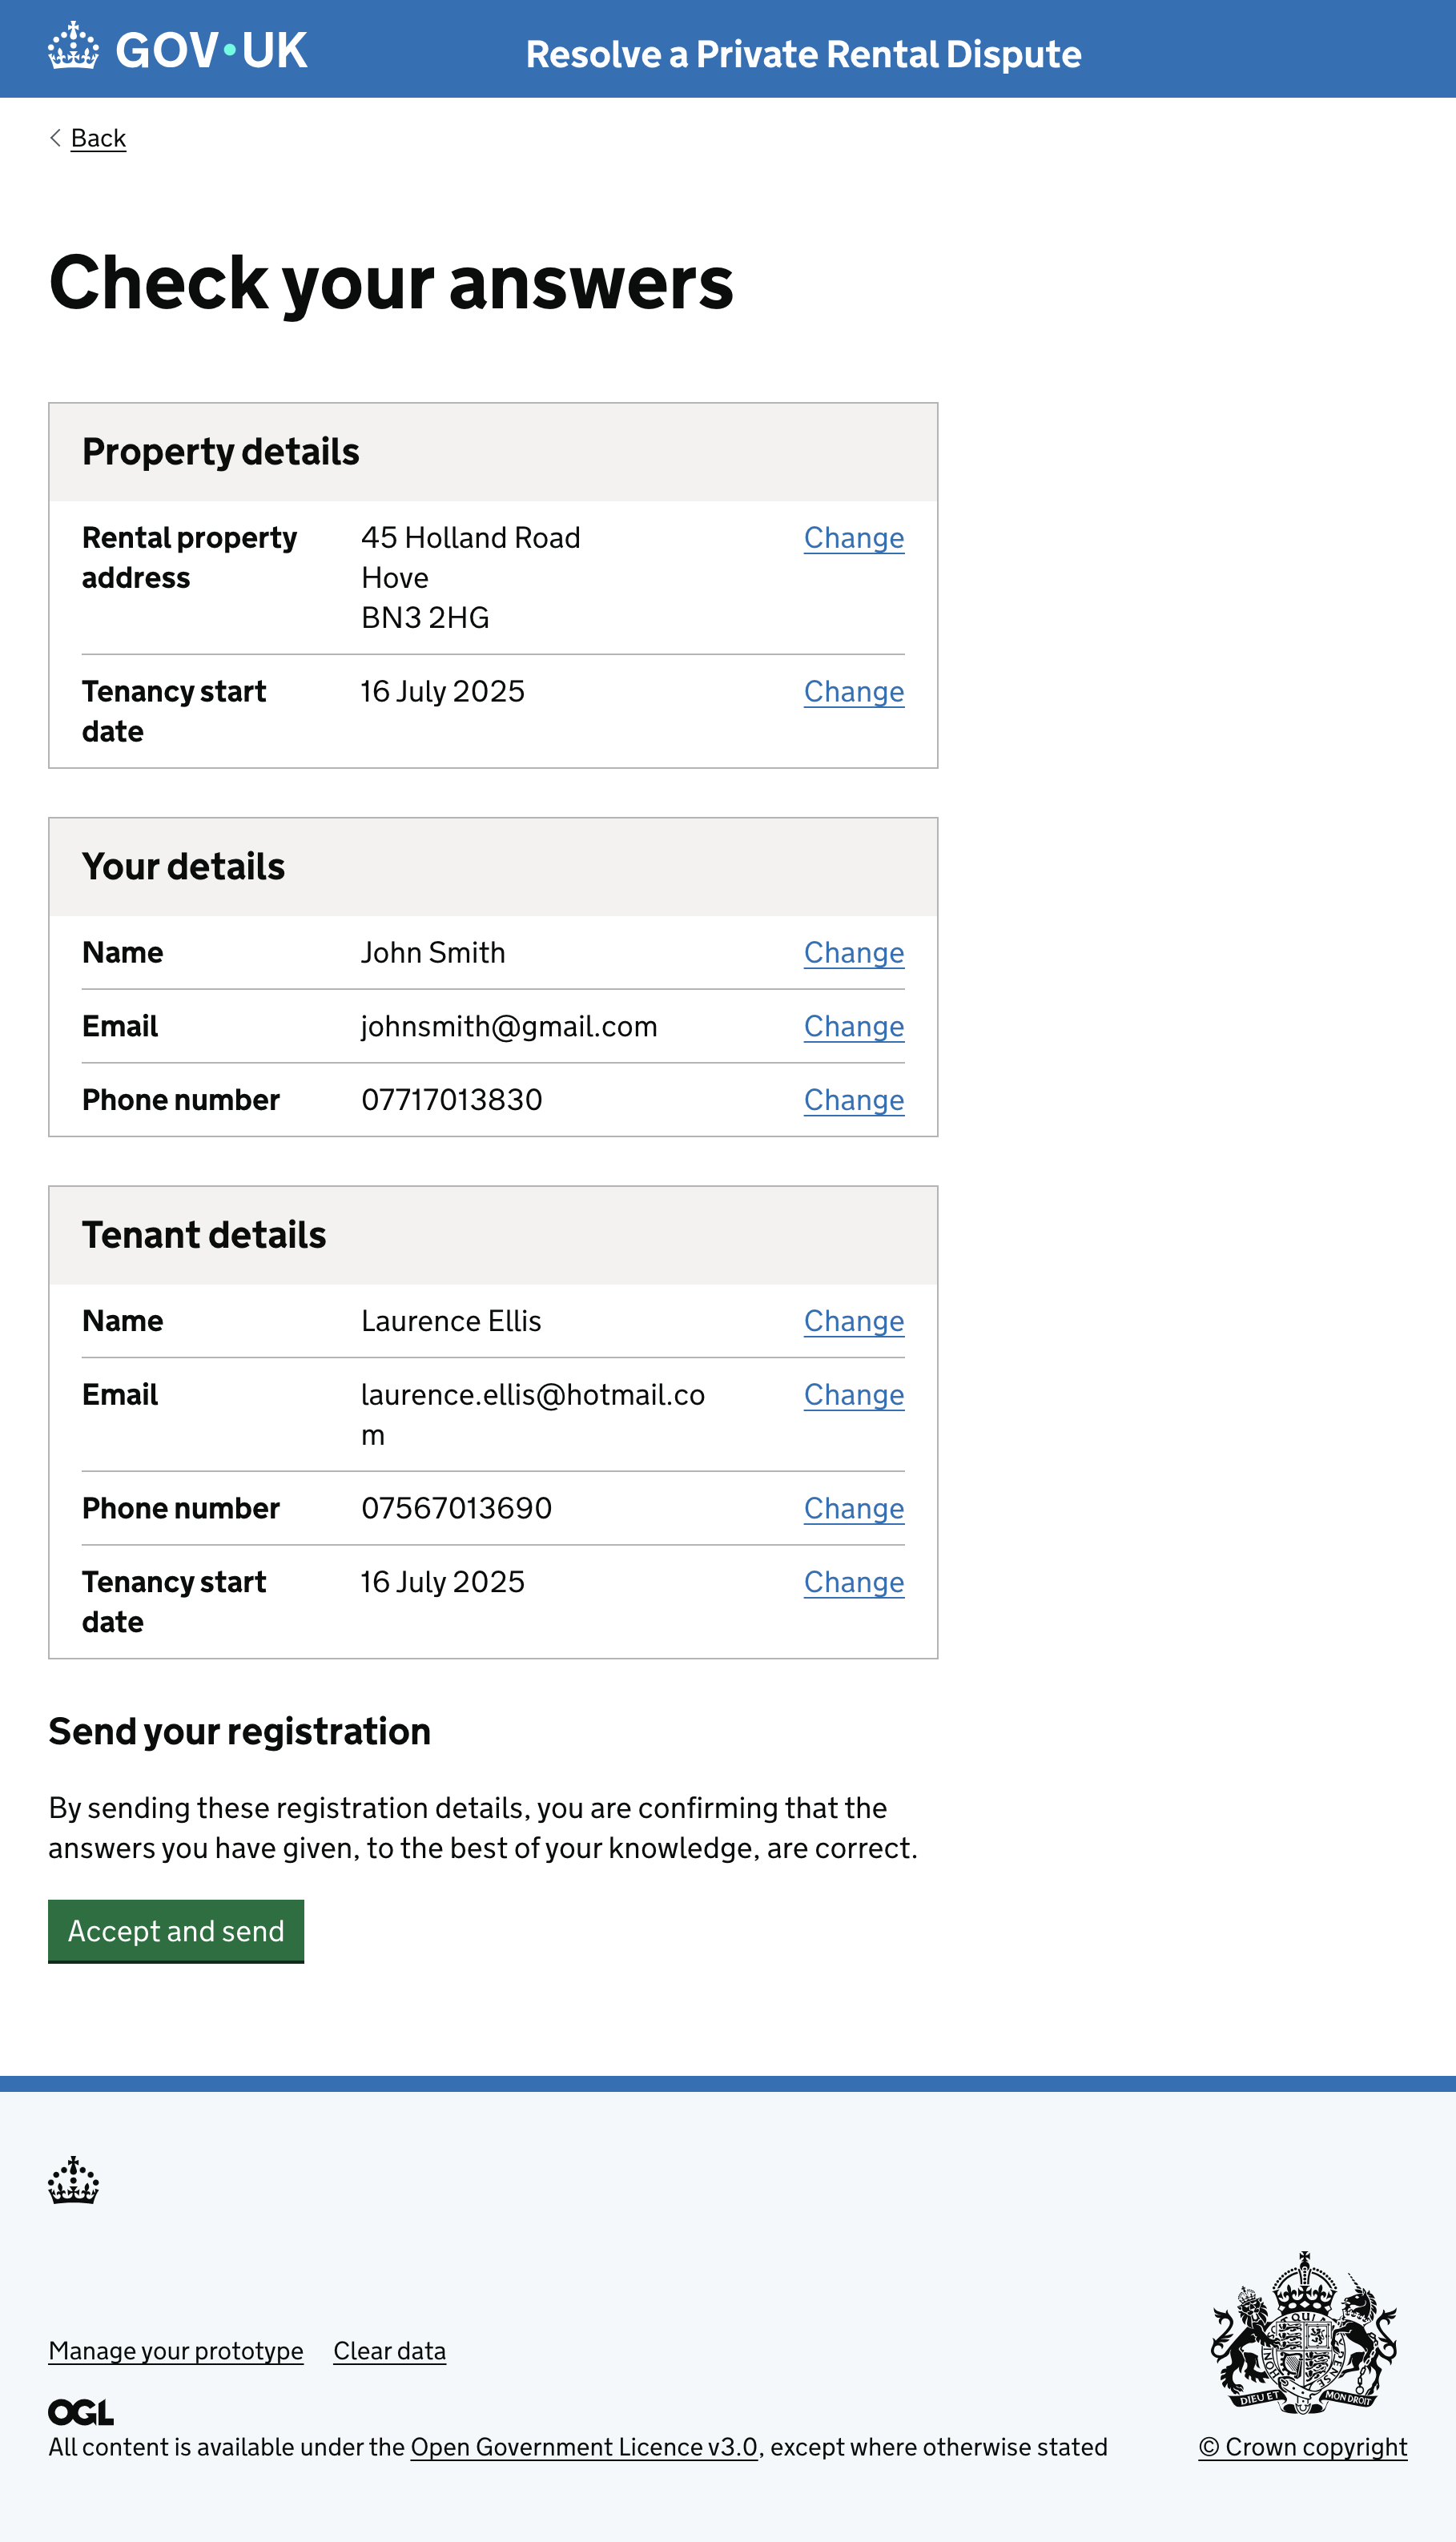 GOV·UK
Resolve a Private Rental Dispute
Back
Check your answers
Property details
Rental property
address
45 Holland Road
Hove
BN3 2HG
Change
Tenancy start
date
16 July 2025
Change
Your details
Name
John Smith
Change
Email
johnsmith@gmail.com
Change
Phone number
07717013830
Change
Tenant details
Name
Laurence Ellis
Change
Email
laurence.ellis@hotmail.co
m
Change
Phone number
07567013690
Change
Tenancy start
date
16 July 2025
Change
Send your registration
By sending these registration details, you are confirming that the
answers you have given, to the best of your knowledge, are correct.
Accept and send
Manage your prototype
Clear data
OGL
All content is available under the Open Government Licence v3.0, except where otherwise stated
DIEU ET MON DROIT
© Crown copyright